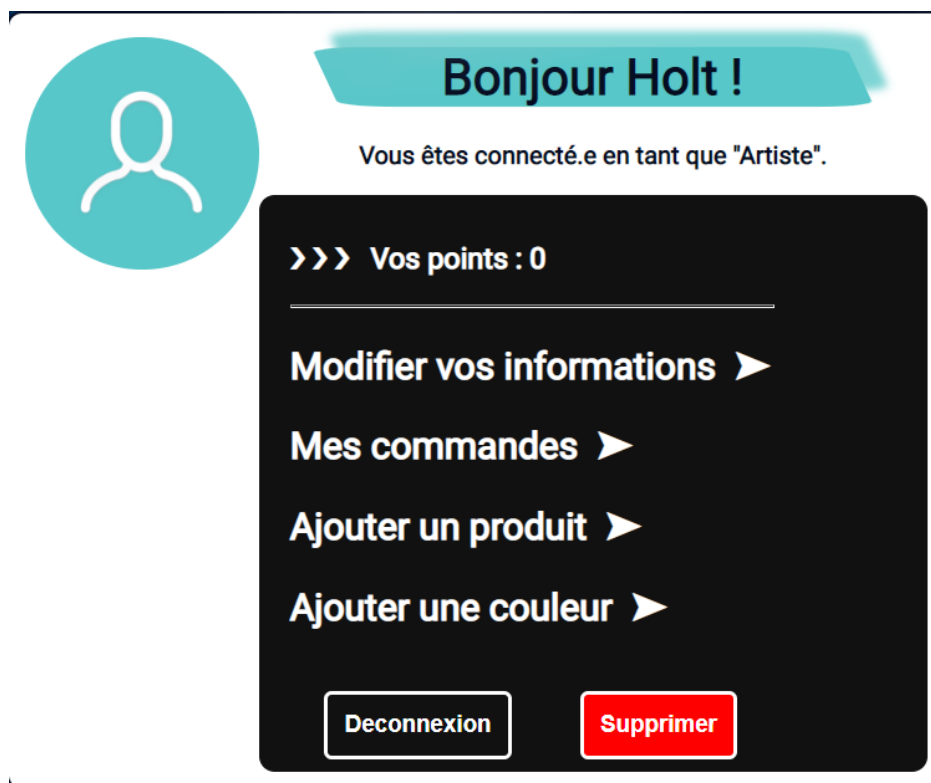 Bonjour Holt !
Vous êtes connecté.e en tant que "Artiste".
❯❯❯ Vos points : 0
Modifier vos informations ➤
Mes commandes ➤
Ajouter un produit ➤
Ajouter une couleur ➤
Deconnexion Supprimer